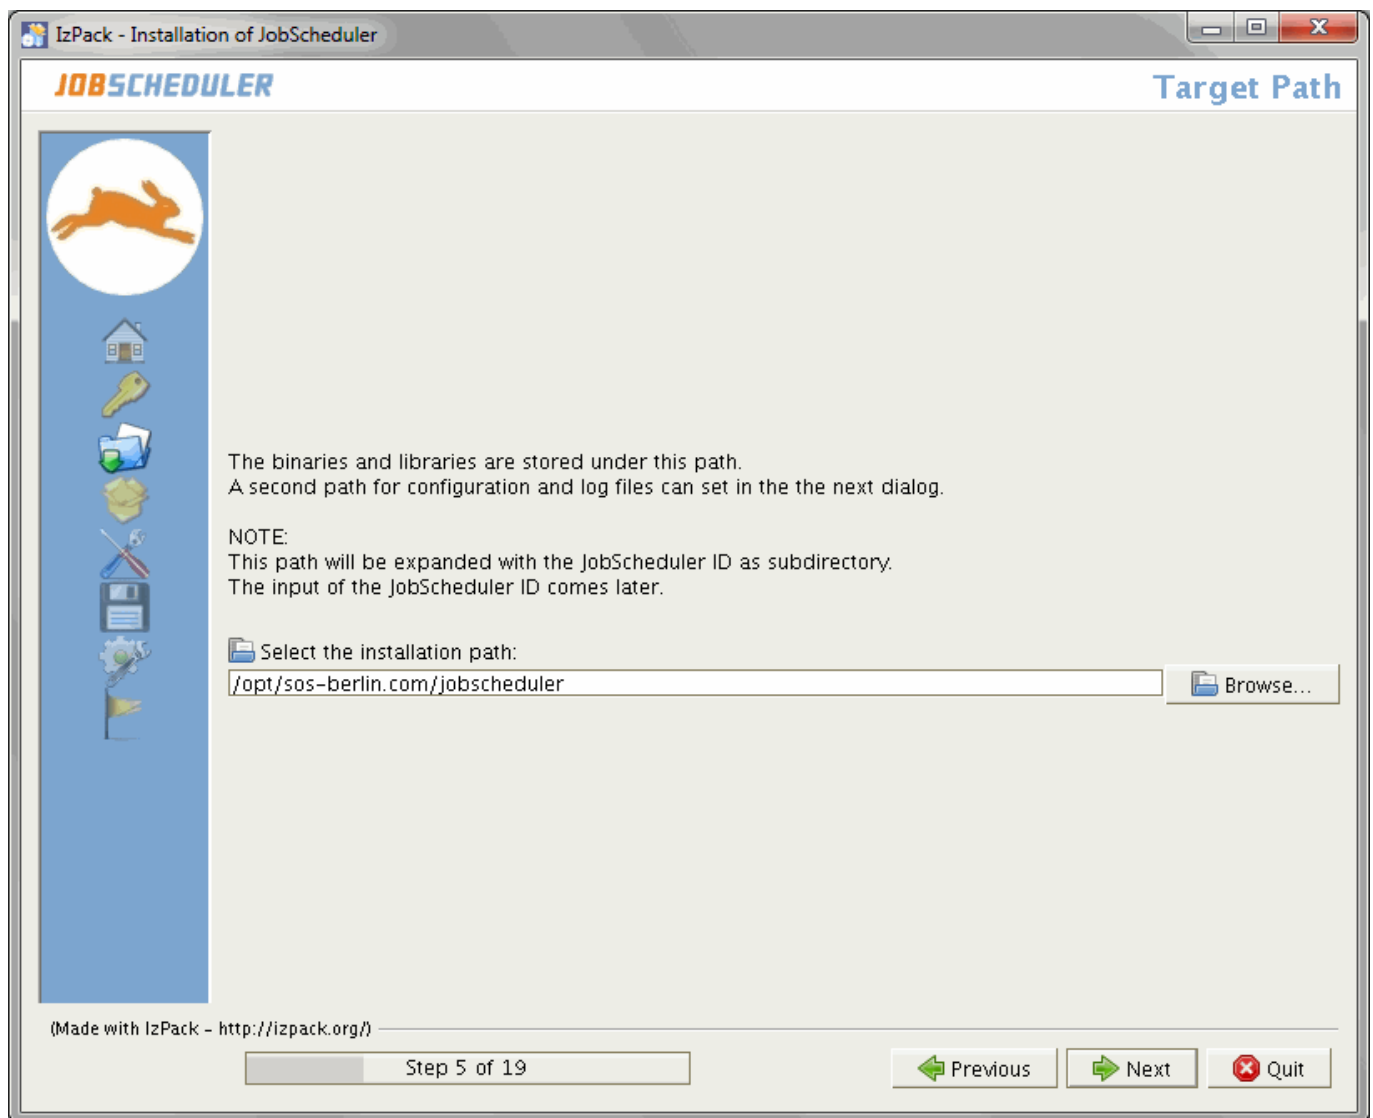 IzPack - Installation of JobScheduler
JOBSCHEDULER
Target Path
The binaries and libraries are stored under this path.
A second path for configuration and log files can set in the the next dialog.
NOTE:
This path will be expanded with the JobScheduler ID as subdirectory.
The input of the JobScheduler ID comes later.
Select the installation path:
/opt/sos-berlin.com/jobscheduler
Browse...
(Made with IzPack - http://izpack.org/)
Step 5 of 19
Previous
Next
Quit